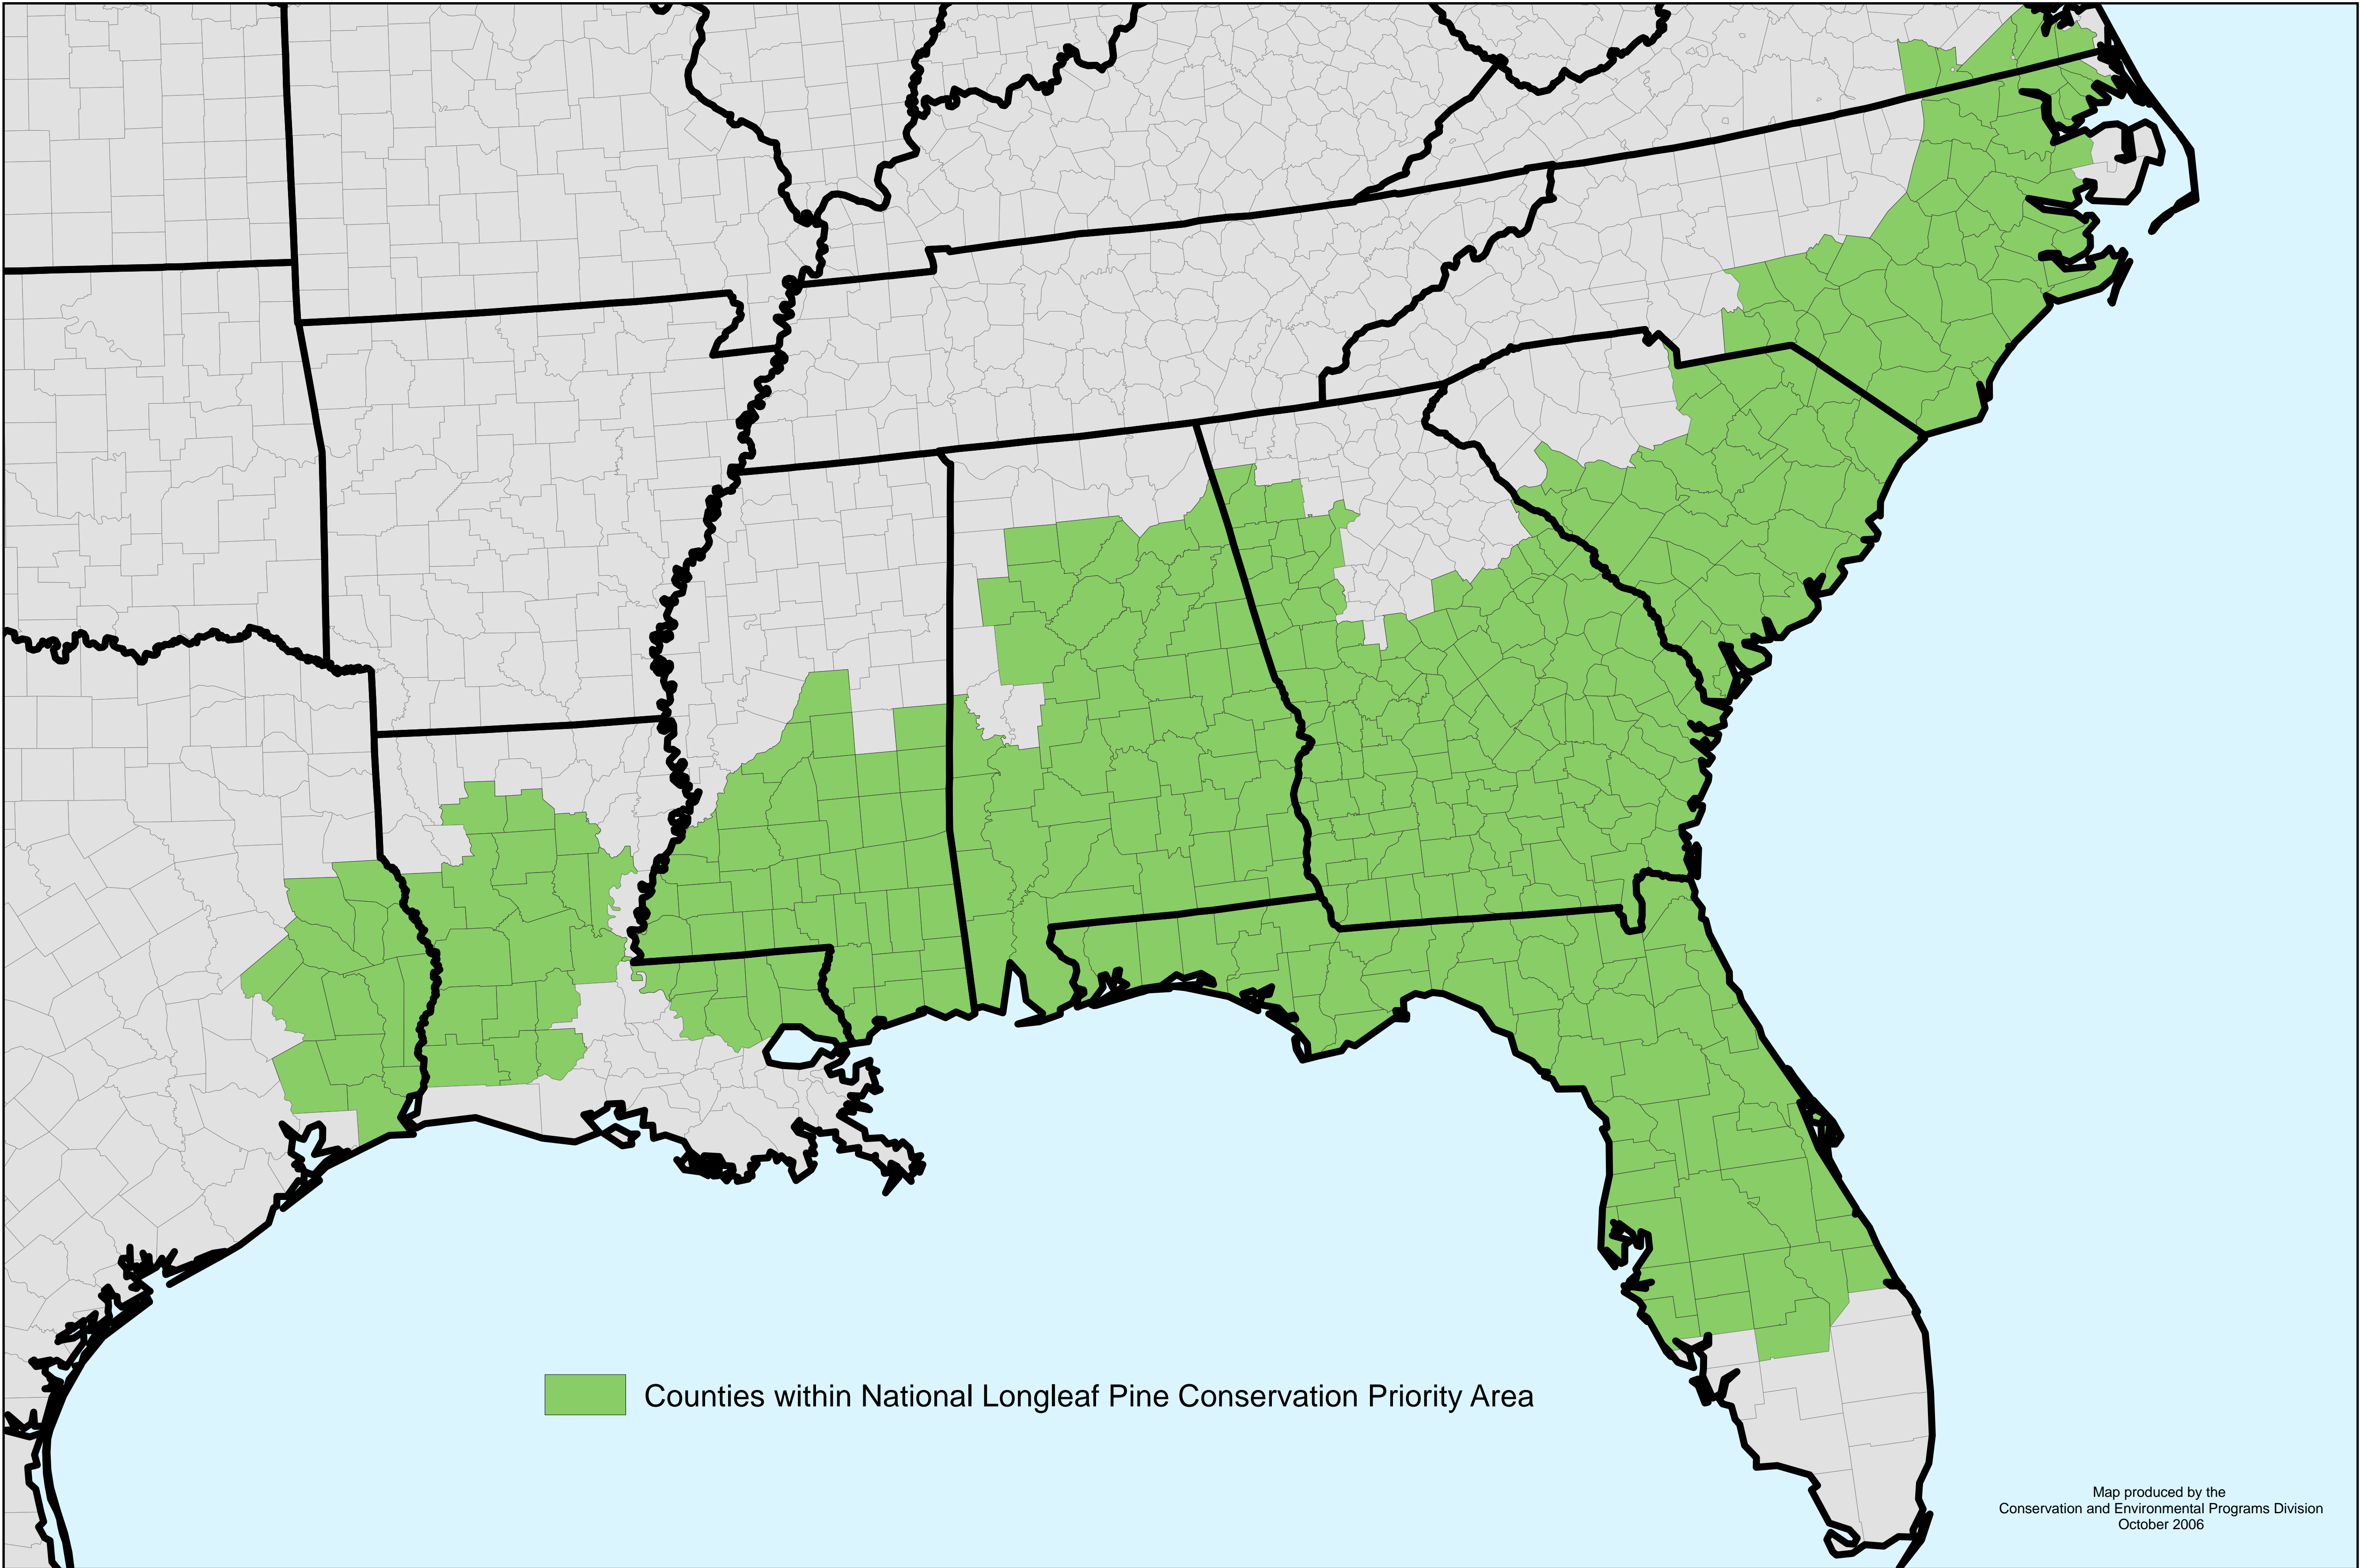 Counties within National Longleaf Pine Conservation Priority Area
Map produced by the
Conservation and Environmental Programs Division
October 2006